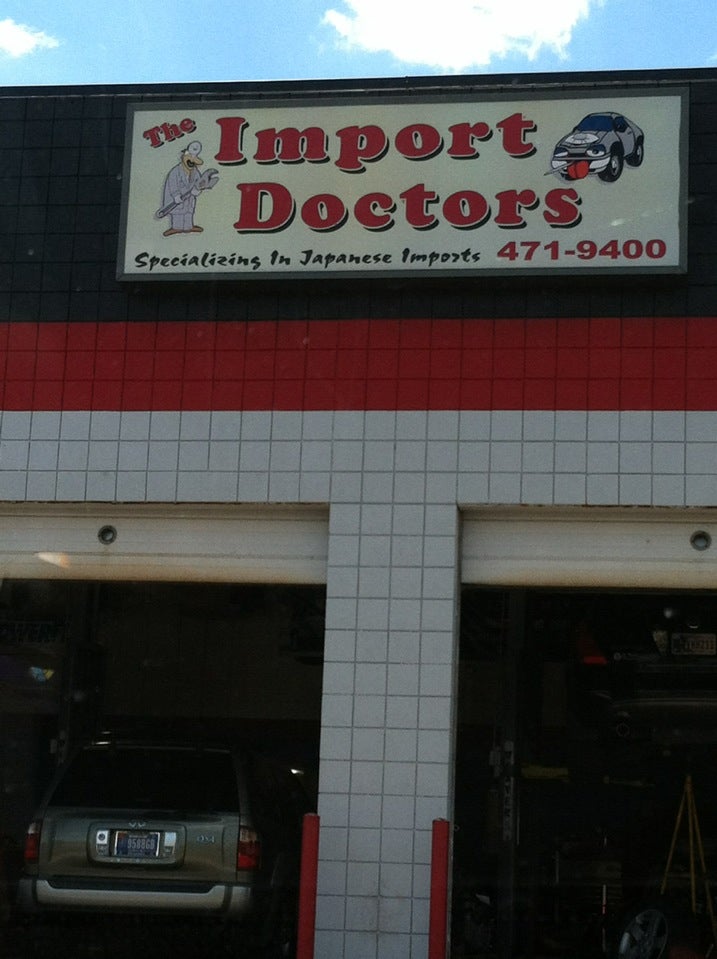 The
Import
Doctors
Specializing In Japanese Imports 471-9400